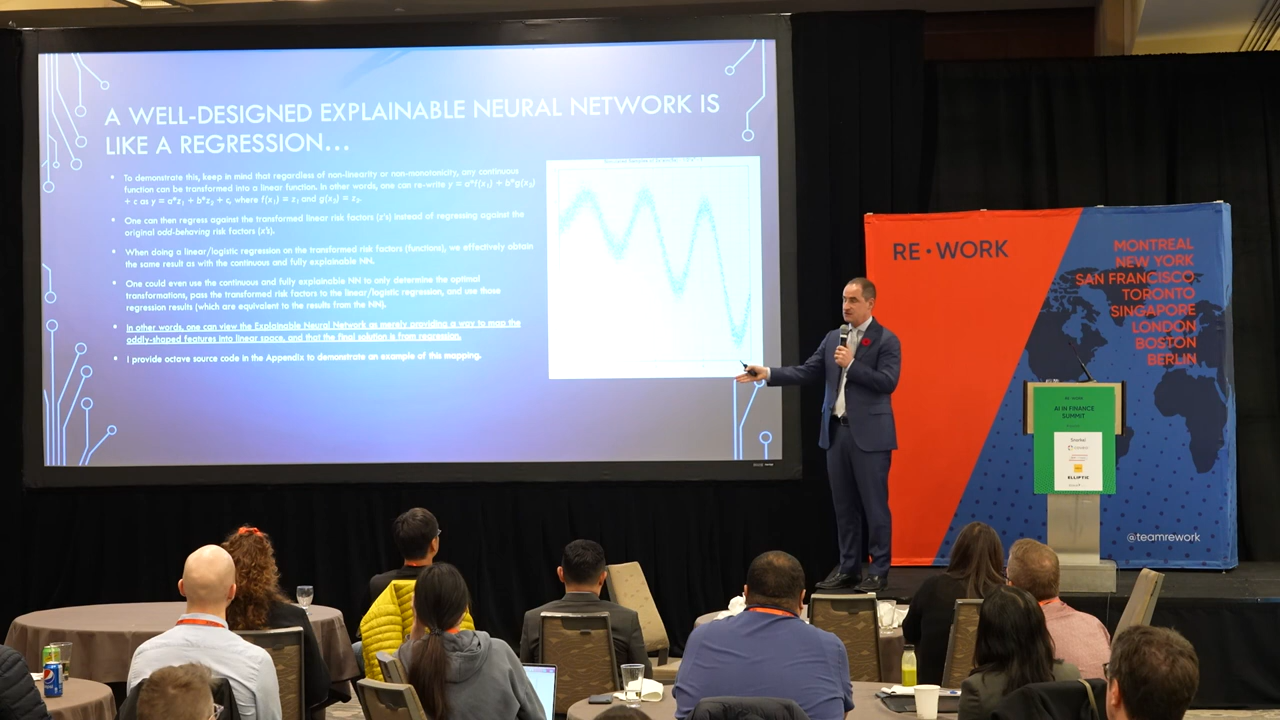 A WELL-DESIGNED EXPLAINABLE NEURAL NETWORK IS
LIKE A REGRESSION...
• To demonstrate this, keep in mind that regardless of non-linearity or non-monotonicity, any continuous
function can be transformed into a linear function. In other words, one can re-write y = a*f(x₁) + b*g(x₂)
+ c as y = a*z₁ + b*z₂ + c, where f(x₁) = z₁ and g(x₂) = z₂.
• One can then regress against the transformed linear risk factors (z's) instead of regressing against the
original odd-behaving risk factors (x's).
• When doing a linear/logistic regression on the transformed risk factors (functions), we effectively obtain
the same result as with the continuous and fully explainable NN.
• One could even use the continuous and fully explainable NN to only determine the optimal
transformations, pass the transformed risk factors to the linear/logistic regression, and use those
regression results (which are equivalent to the results from the NN).
• In other words, one can view the Explainable Neural Network as merely providing a way to map the
oddly-shaped features into linear space, and that the final solution is from regression.
• I provide octave source code in the Appendix to demonstrate an example of this mapping.
RE•WORK
MONTREAL
NEW YORK
SAN FRANCISCO
TORONTO
SINGAPORE
LONDON
BOSTON
BERLIN
RE•WORK
AI IN FINANCE
SUMMIT
ELLIPTIC
@teamrework
pepsi